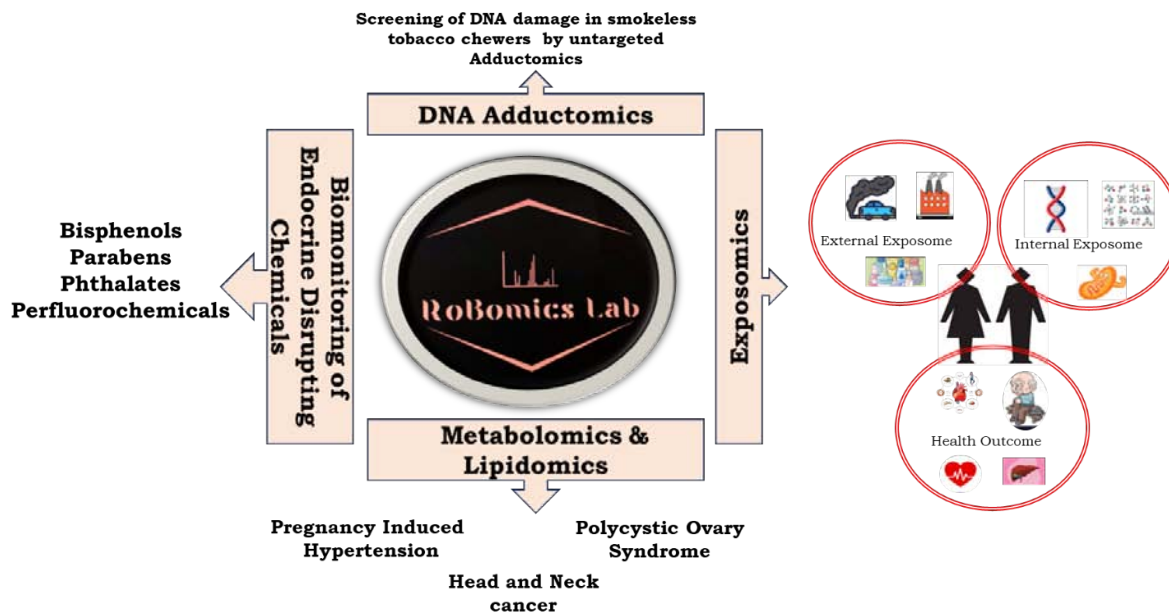 Screening of DNA damage in smokeless
tobacco chewers by untargeted
Adductomics
DNA Adductomics
Biomonitoring of
Endocrine Disrupting
Chemicals
Bisphenols
Parabens
Phthalates
Perfluorochemicals
RoBomics Lab
Exposomics
External Exposome
Internal Exposome
Health Outcome
Metabolomics &
Lipidomics
Pregnancy Induced
Hypertension
Polycystic Ovary
Syndrome
Head and Neck
cancer